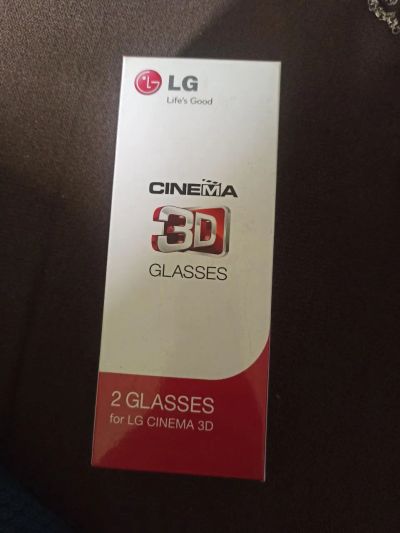 LG
Life's Good
CINEMA
3D
GLASSES
2 GLASSES
for LG CINEMA 3D